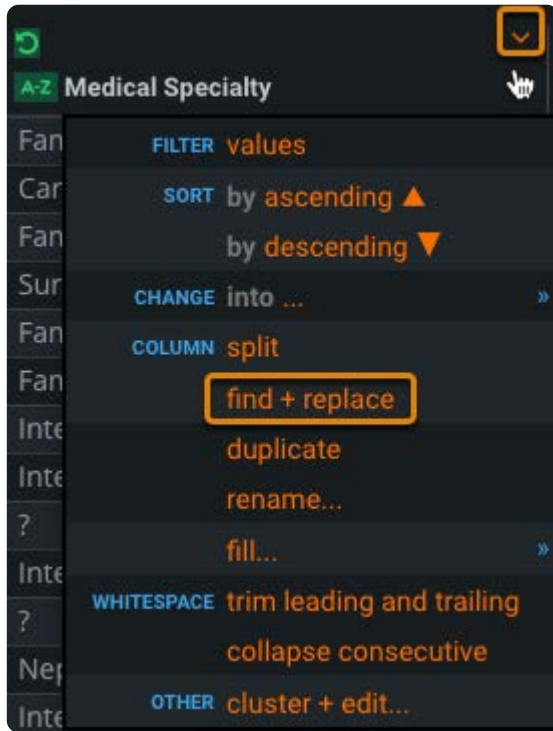 A-Z Medical Specialty
Fan
FILTER values
Car
SORT by ascending ▲
Fan
by descending ▼
Sur
CHANGE into ... »
Fan
COLUMN split
Fan
find + replace
Inte
duplicate
Inte
rename...
?
fill... »
Inte
WHITESPACE trim leading and trailing
?
collapse consecutive
Nep
OTHER cluster + edit...
Inte